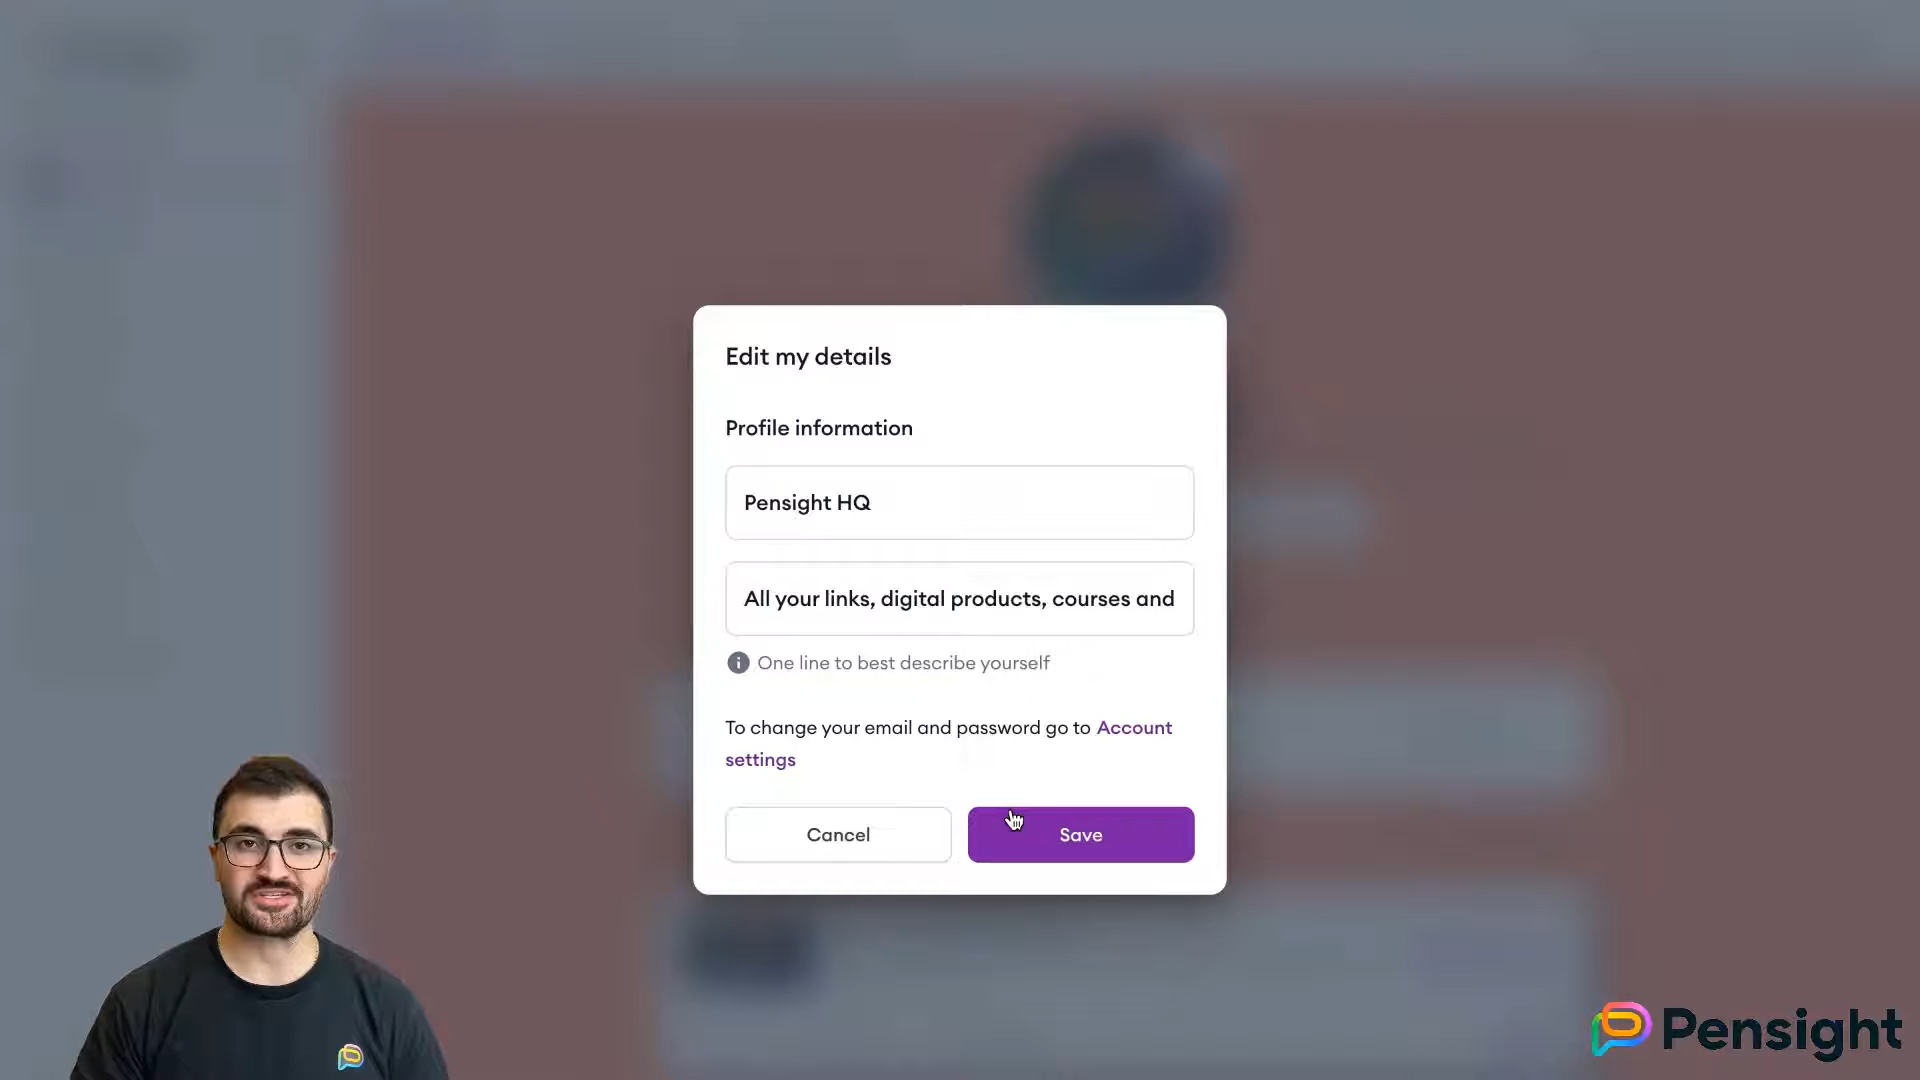 Edit my details
Profile information
Pensight HQ
All your links, digital products, courses and
One line to best describe yourself
To change your email and password go to Account
settings
Cancel
Save
Pensight